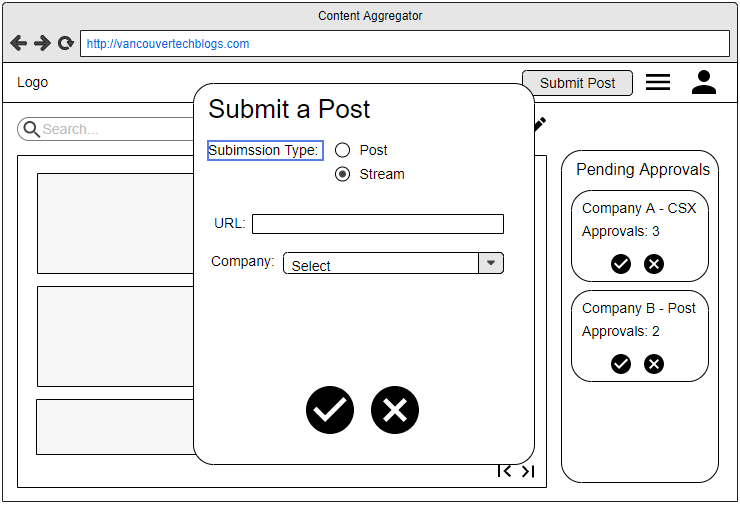 Content Aggregator
http://vancouvertechblogs.com
Logo
Submit Post
Search...
Submit a Post
Subimssion Type:
Post
Stream
URL:
Company:
Select
Pending Approvals
Company A - CSX
Approvals: 3
Company B - Post
Approvals: 2